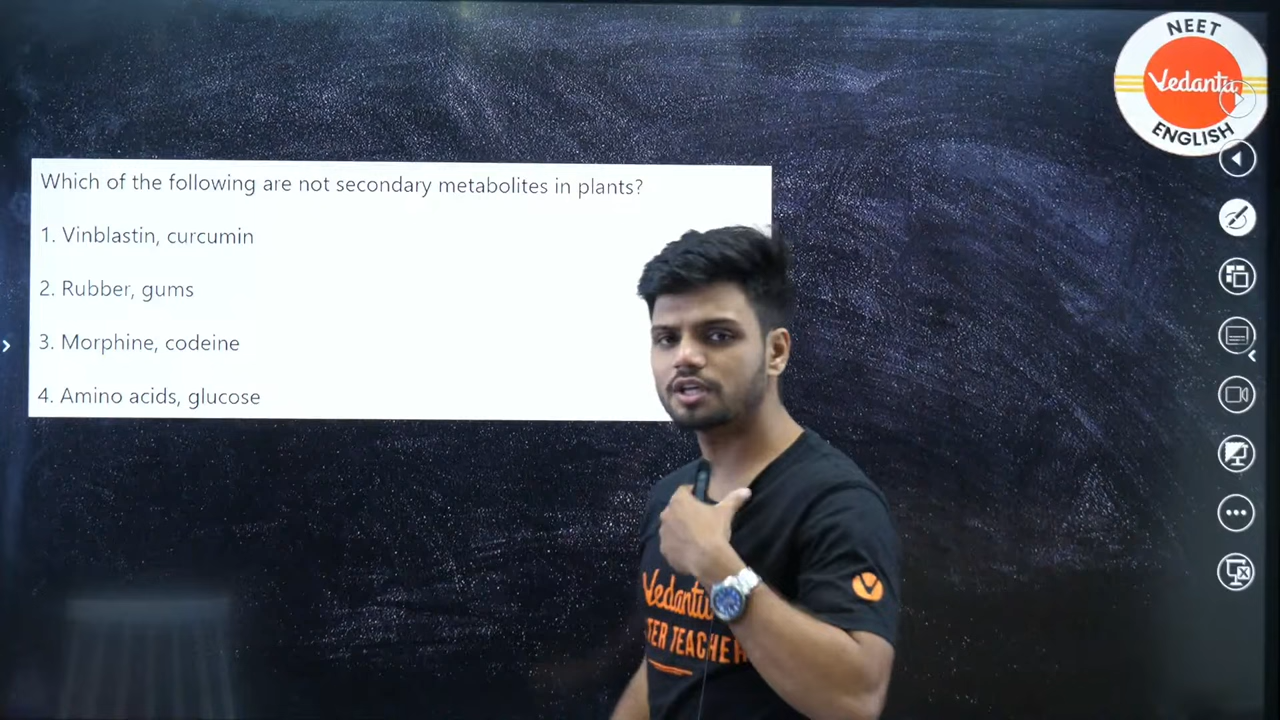 NEET
Vedantu
ENGLISH
Which of the following are not secondary metabolites in plants?
1. Vinblastin, curcumin
2. Rubber, gums
3. Morphine, codeine
4. Amino acids, glucose
Vedantu
TER TEACHER